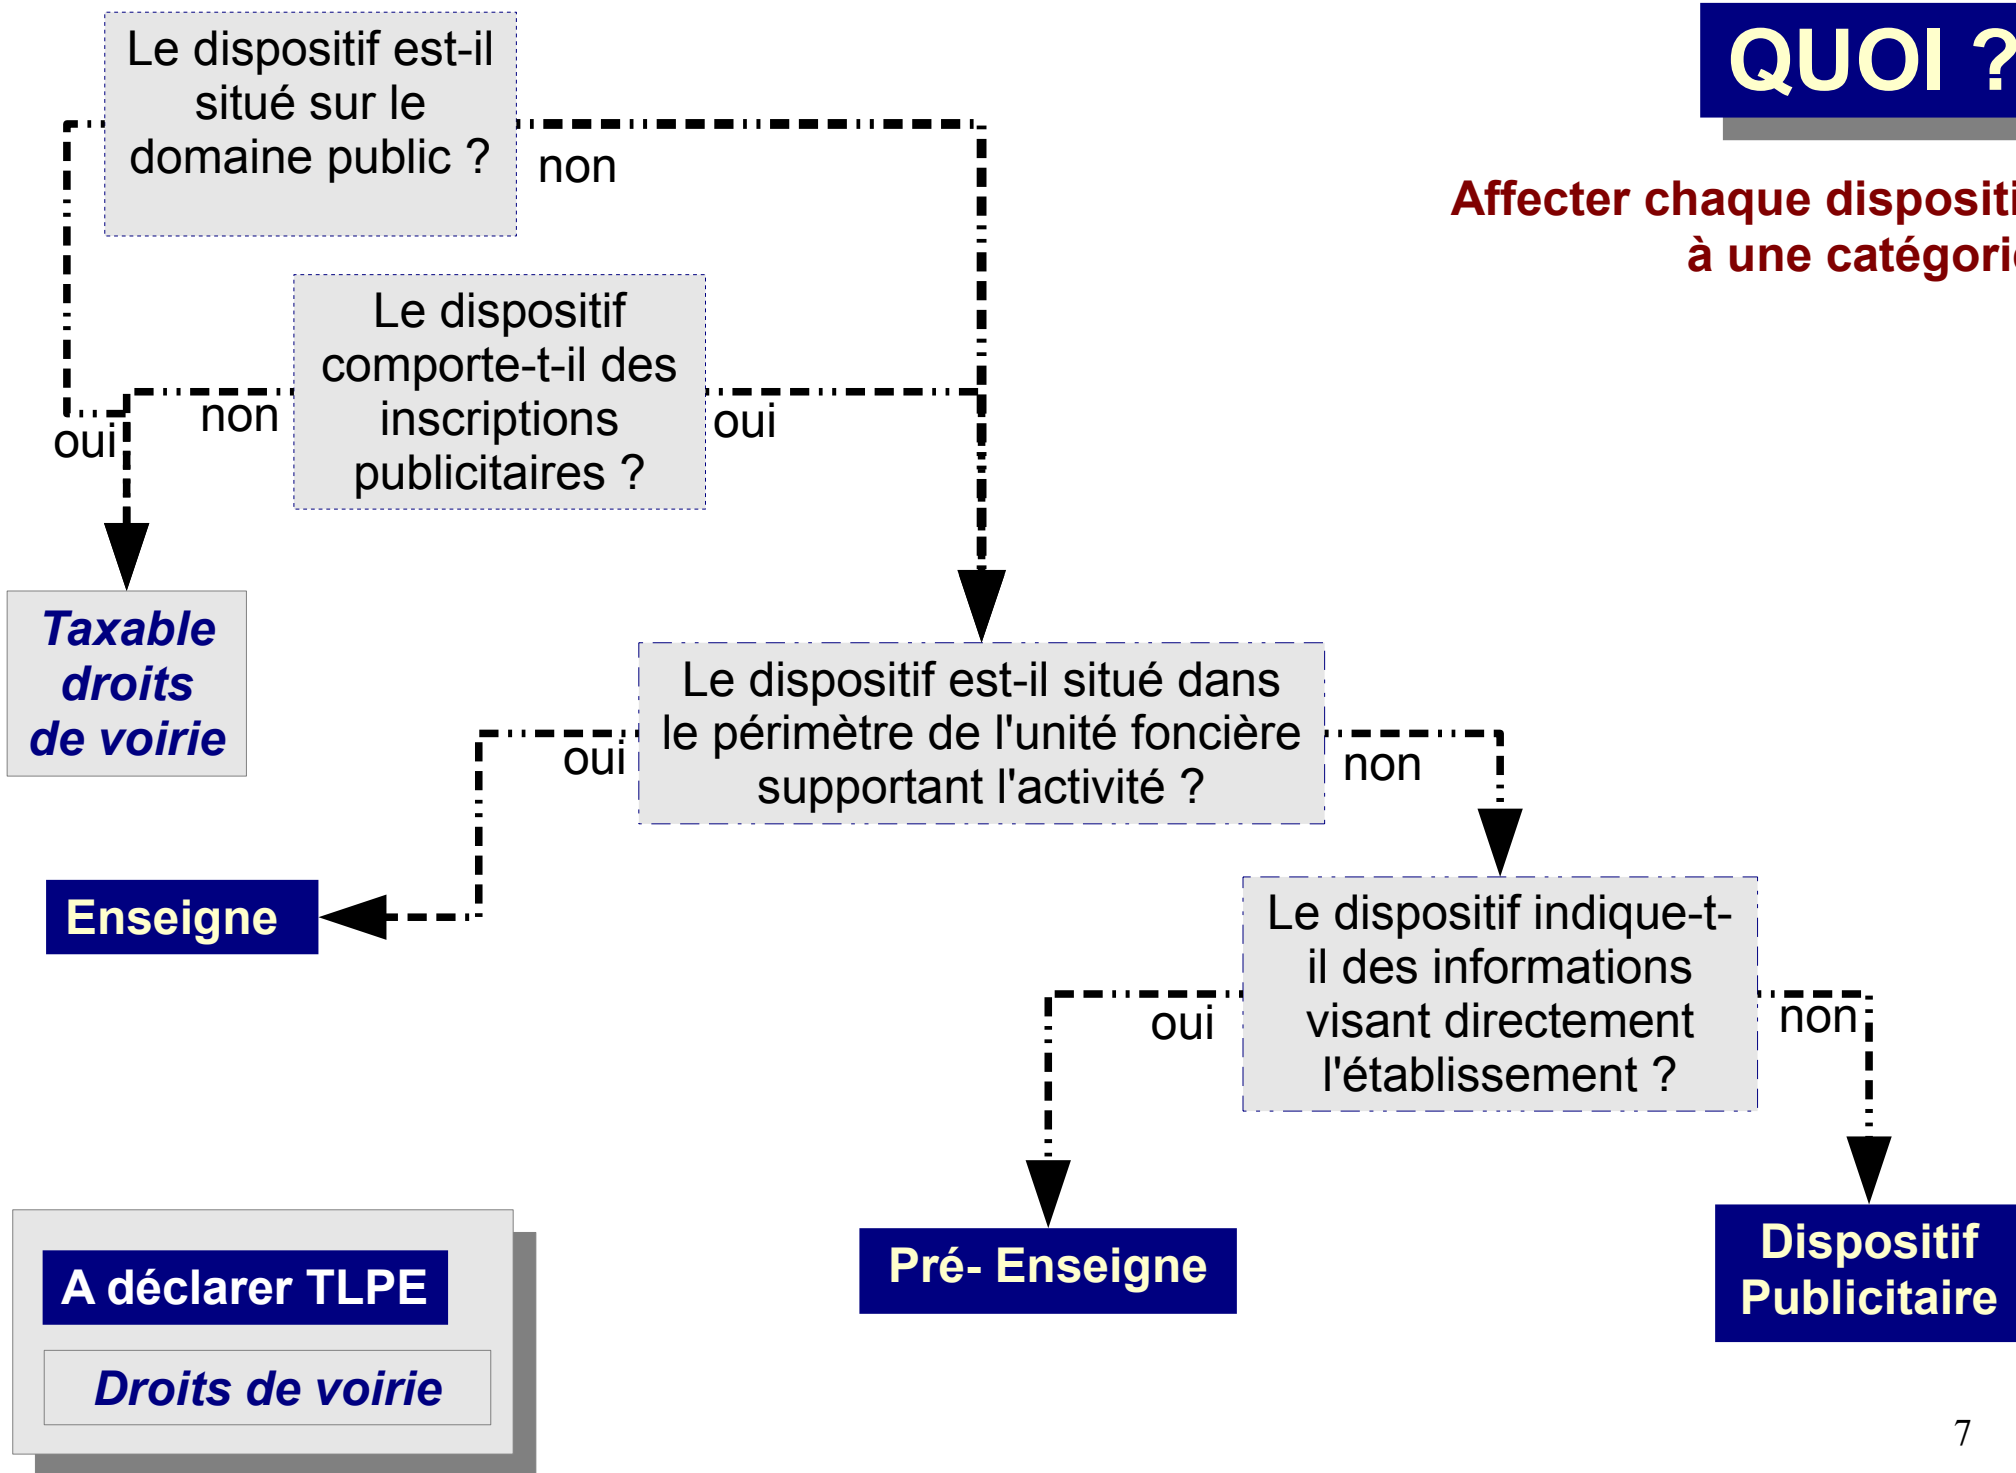 QUOI ?
Affecter chaque dispositi
à une catégorie
Le dispositif est-il
situé sur le
domaine public ?
non
Le dispositif
comporte-t-il des
inscriptions
publicitaires ?
oui
non
oui
Taxable
droits
de voirie
Le dispositif est-il situé dans
le périmètre de l'unité foncière
supportant l'activité ?
oui
non
Enseigne
Le dispositif indique-t-
il des informations
visant directement
l'établissement ?
oui
non
Pré- Enseigne
Dispositif
Publicitaire
A déclarer TLPE
Droits de voirie
7